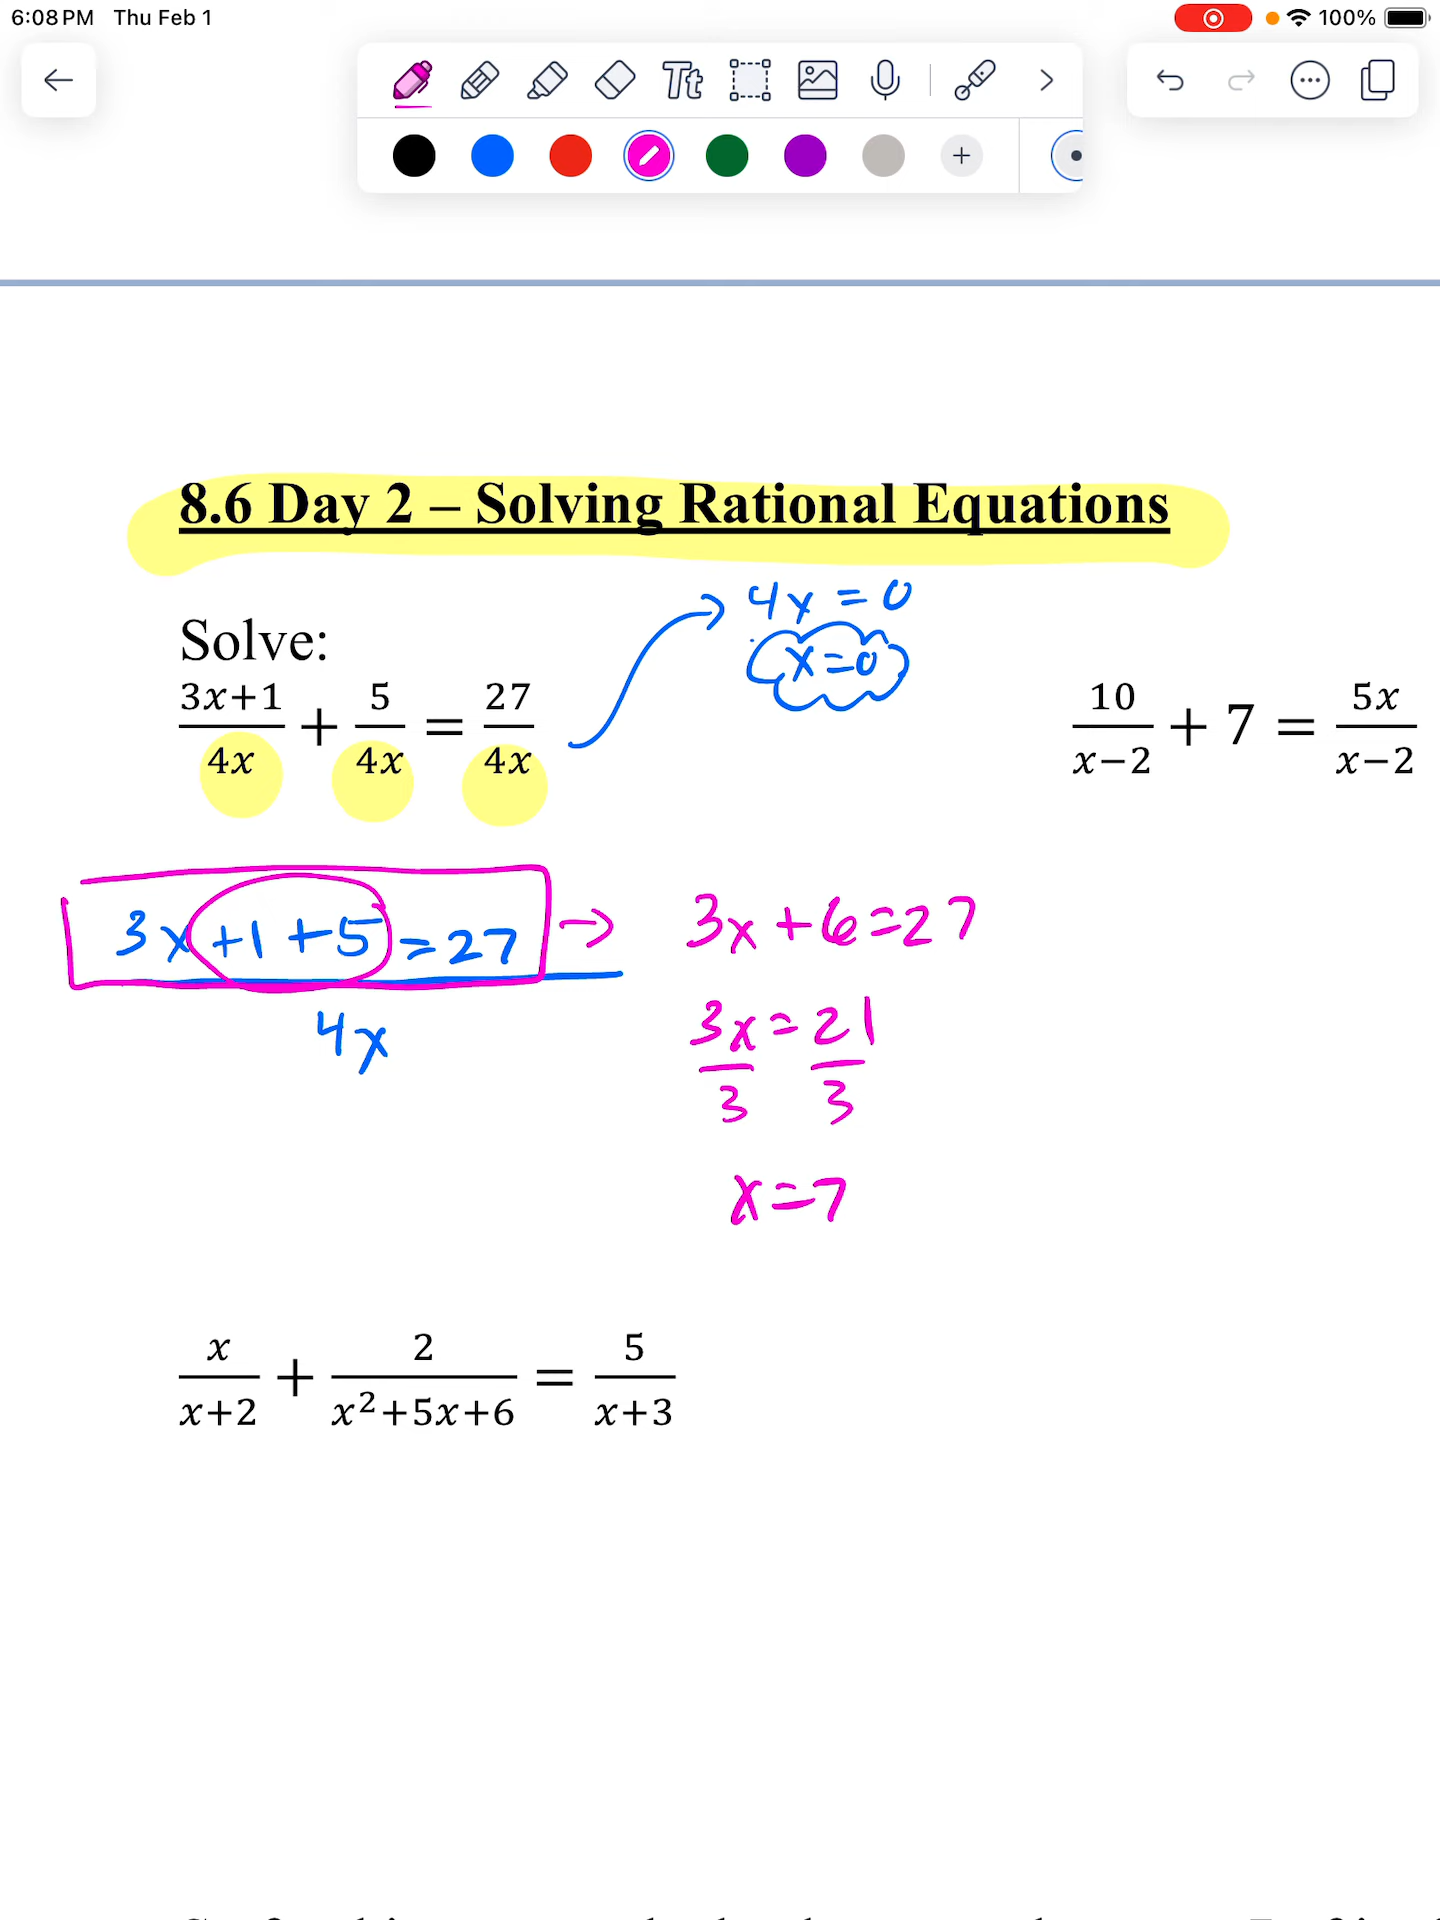 6:08 PM Thu Feb 1
100%
Tt
8.6 Day 2 – Solving Rational Equations
4x = 0
x=0
Solve:
3x+1/4x + 5/4x = 27/4x
10/x−2 + 7 = 5x/x−2
3x+1+5=27
4x
3x+6=27
3x=21
3 3
x=7
x/x+2 + 2/x²+5x+6 = 5/x+3